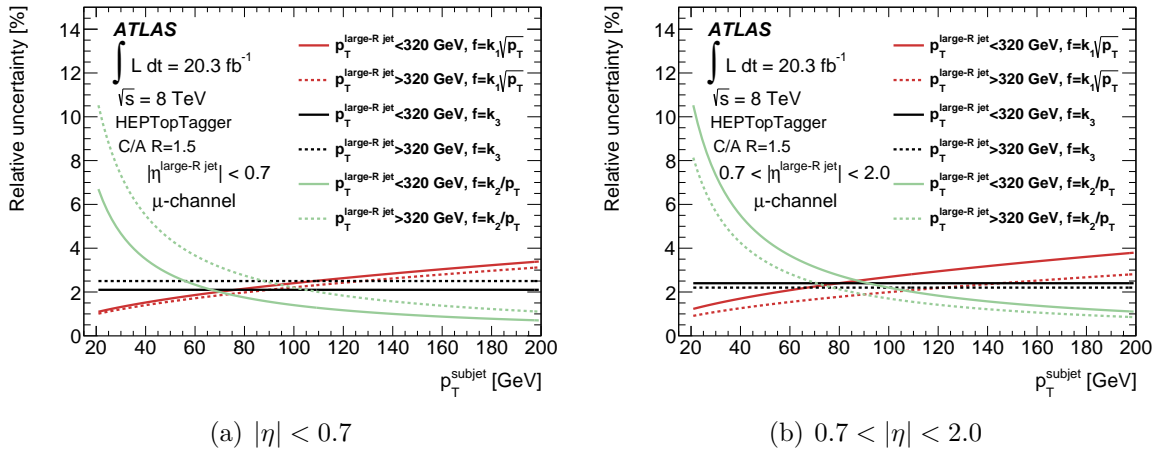 Relative uncertainty [%]
14
12
10
8
6
4
2
0
ATLAS
∫ L dt = 20.3 fb⁻¹
√s = 8 TeV
HEPTopTagger
C/A R=1.5
|η^large-R jet| < 0.7
μ-channel
p_T^large-R jet<320 GeV, f=k₁√p_T
p_T^large-R jet>320 GeV, f=k₁√p_T
p_T^large-R jet<320 GeV, f=k₃
p_T^large-R jet>320 GeV, f=k₃
p_T^large-R jet<320 GeV, f=k₂/p_T
p_T^large-R jet>320 GeV, f=k₂/p_T
20 40 60 80 100 120 140 160 180 200
p_T^subjet [GeV]
(a) |η| < 0.7
Relative uncertainty [%]
14
12
10
8
6
4
2
0
ATLAS
∫ L dt = 20.3 fb⁻¹
√s = 8 TeV
HEPTopTagger
C/A R=1.5
0.7 < |η^large-R jet| < 2.0
μ-channel
p_T^large-R jet<320 GeV, f=k₁√p_T
p_T^large-R jet>320 GeV, f=k₁√p_T
p_T^large-R jet<320 GeV, f=k₃
p_T^large-R jet>320 GeV, f=k₃
p_T^large-R jet<320 GeV, f=k₂/p_T
p_T^large-R jet>320 GeV, f=k₂/p_T
20 40 60 80 100 120 140 160 180 200
p_T^subjet [GeV]
(b) 0.7 < |η| < 2.0